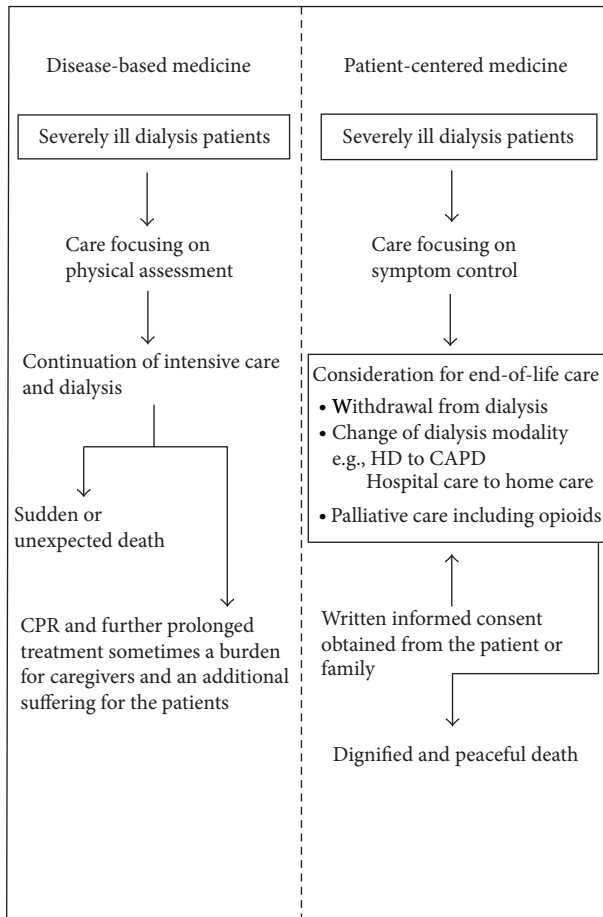 Disease-based medicine
Severely ill dialysis patients
Care focusing on
physical assessment
Continuation of intensive care
and dialysis
Sudden or
unexpected death
CPR and further prolonged
treatment sometimes a burden
for caregivers and an additional
suffering for the patients
Patient-centered medicine
Severely ill dialysis patients
Care focusing on
symptom control
Consideration for end-of-life care
• Withdrawal from dialysis
• Change of dialysis modality
e.g., HD to CAPD
Hospital care to home care
• Palliative care including opioids
Written informed consent
obtained from the patient or
family
Dignified and peaceful death